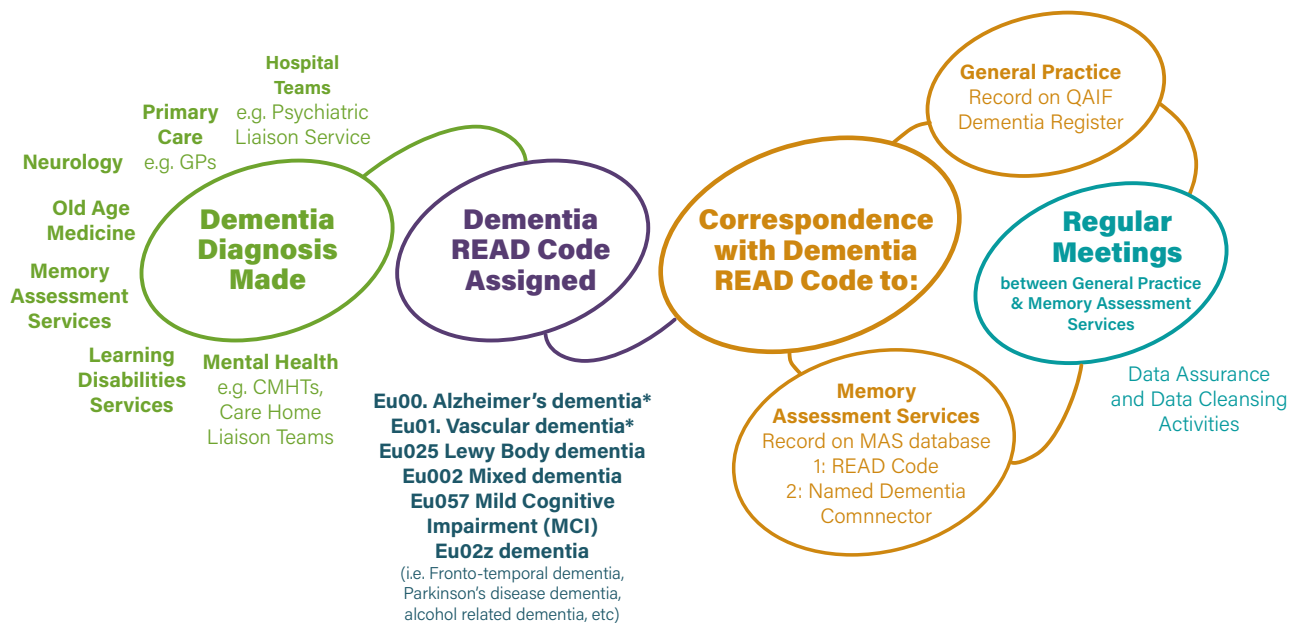 Hospital
Teams
e.g. Psychiatric
Liaison Service
Primary
Care
e.g. GPs
Neurology
Old Age
Medicine
Memory
Assessment
Services
Learning
Disabilities
Services
Mental Health
e.g. CMHTs,
Care Home
Liaison Teams
Dementia
Diagnosis
Made
Dementia
READ Code
Assigned
Eu00. Alzheimer's dementia*
Eu01. Vascular dementia*
Eu025 Lewy Body dementia
Eu002 Mixed dementia
Eu057 Mild Cognitive
Impairment (MCI)
Eu02z dementia
(i.e. Fronto-temporal dementia,
Parkinson's disease dementia,
alcohol related dementia, etc)
Correspondence
with Dementia
READ Code to:
General Practice
Record on QAIF
Dementia Register
Memory
Assessment Services
Record on MAS database
1: READ Code
2: Named Dementia
Comnnector
Regular
Meetings
between General Practice
& Memory Assessment
Services
Data Assurance
and Data Cleansing
Activities